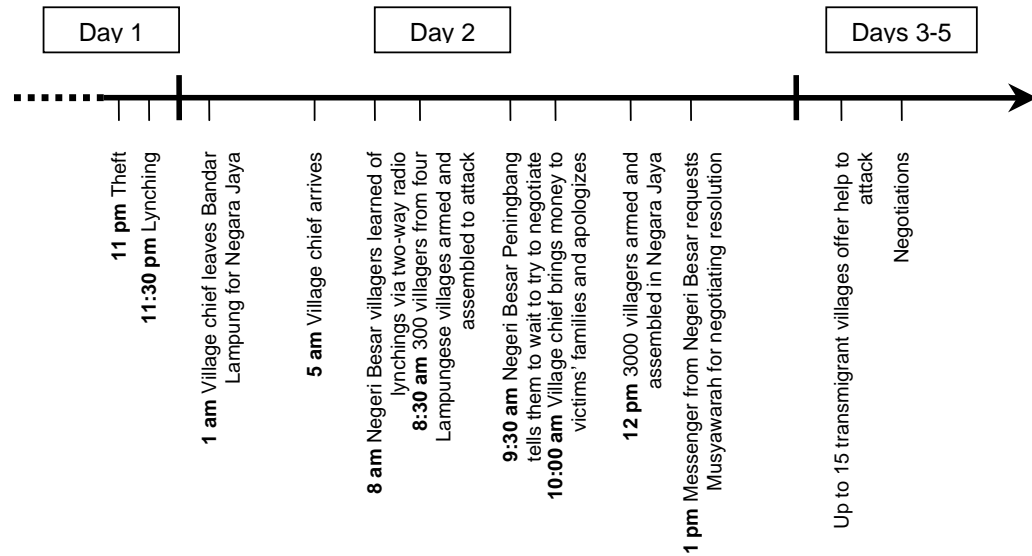 Day 1
Day 2
Days 3-5
11 pm Theft
11:30 pm Lynching
1 am Village chief leaves Bandar
Lampung for Negara Jaya
5 am Village chief arrives
8 am Negeri Besar villagers learned of
lynchings via two-way radio
8:30 am 300 villagers from four
Lampungese villages armed and
assembled to attack
9:30 am Negeri Besar Peningbang
tells them to wait to try to negotiate
10:00 am Village chief brings money to
victims' families and apologizes
12 pm 3000 villagers armed and
assembled in Negara Jaya
1 pm Messenger from Negeri Besar requests
Musyawarah for negotiating resolution
Up to 15 transmigrant villages offer help to
attack
Negotiations